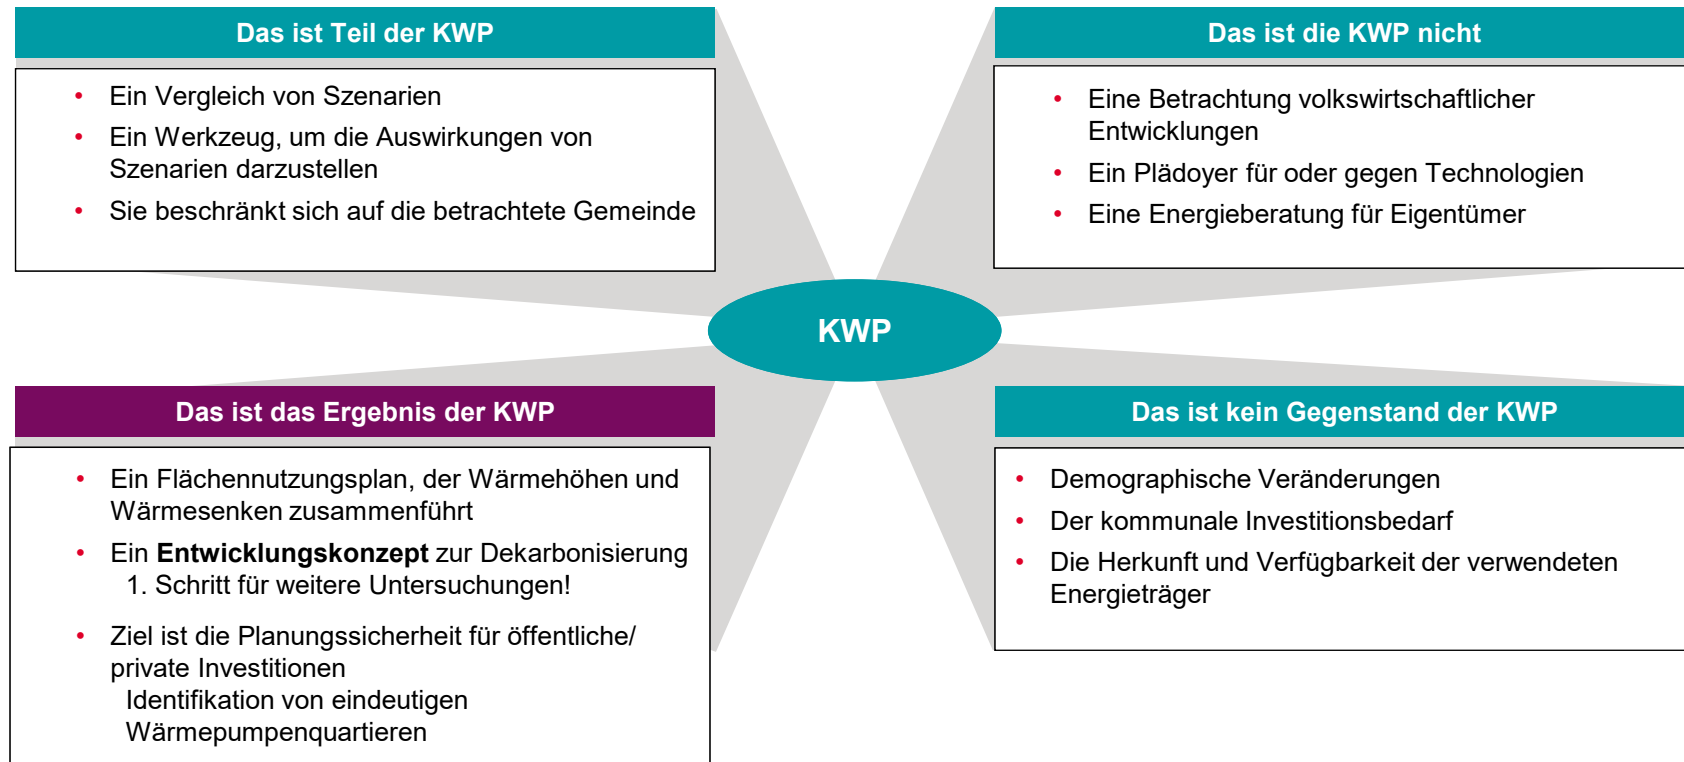 Das ist Teil der KWP
• Ein Vergleich von Szenarien
• Ein Werkzeug, um die Auswirkungen von
Szenarien darzustellen
• Sie beschränkt sich auf die betrachtete Gemeinde
Das ist die KWP nicht
• Eine Betrachtung volkswirtschaftlicher
Entwicklungen
• Ein Plädoyer für oder gegen Technologien
• Eine Energieberatung für Eigentümer
KWP
Das ist das Ergebnis der KWP
• Ein Flächennutzungsplan, der Wärmehöhen und
Wärmesenken zusammenführt
• Ein Entwicklungskonzept zur Dekarbonisierung
1. Schritt für weitere Untersuchungen!
• Ziel ist die Planungssicherheit für öffentliche/
private Investitionen
Identifikation von eindeutigen
Wärmepumpenquartieren
Das ist kein Gegenstand der KWP
• Demographische Veränderungen
• Der kommunale Investitionsbedarf
• Die Herkunft und Verfügbarkeit der verwendeten
Energieträger